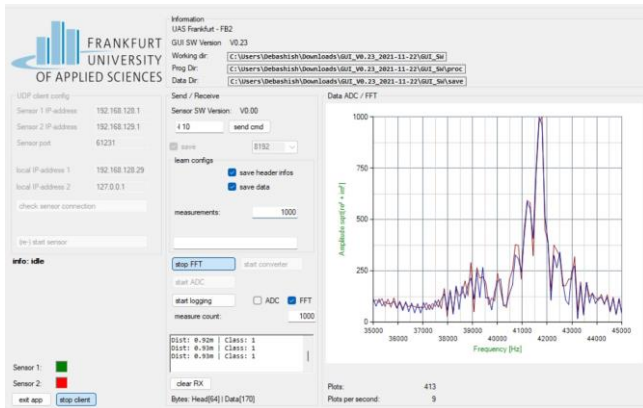 FRANKFURT
UNIVERSITY
OF APPLIED SCIENCES
Information
UAS Frankfurt - FB2
GUI SW Version V0.23
Working dir: C:\Users\Debashish\Downloads\GUI_V0.23_2021-11-22\GUI_SW
Prog Dir: C:\Users\Debashish\Downloads\GUI_V0.23_2021-11-22\GUI_SW\proc
Data Dir: C:\Users\Debashish\Downloads\GUI_V0.23_2021-11-22\GUI_SW\save
UDP client config
Sensor 1 IP-address 192.168.128.1
Sensor 2 IP-address 192.168.129.1
Sensor port 61231
local IP-address 1 192.168.128.29
local IP-address 2 127.0.0.1
check sensor connection
(re-) start sensor
info: idle
Sensor 1:
Sensor 2:
exit app stop client
Send / Receive
Sensor SW Version: V0.00
10 send cmd
save 8192
learn configs
save header infos
save data
measurements: 1000
stop FFT start converter
start ADC
start logging ADC FFT
measure count: 1000
Dist: 0.92m | Class: 1
Dist: 0.93m | Class: 1
Dist: 0.93m | Class: 1
clear RX
Bytes: Head[64] | Data[170]
Data ADC / FFT
1000
750
500
250
0
Amplitude sqrt[re² + im²]
35000 37000 39000 41000 43000 45000
36000 38000 40000 42000 44000
Frequency [Hz]
Plots: 413
Plots per second: 9